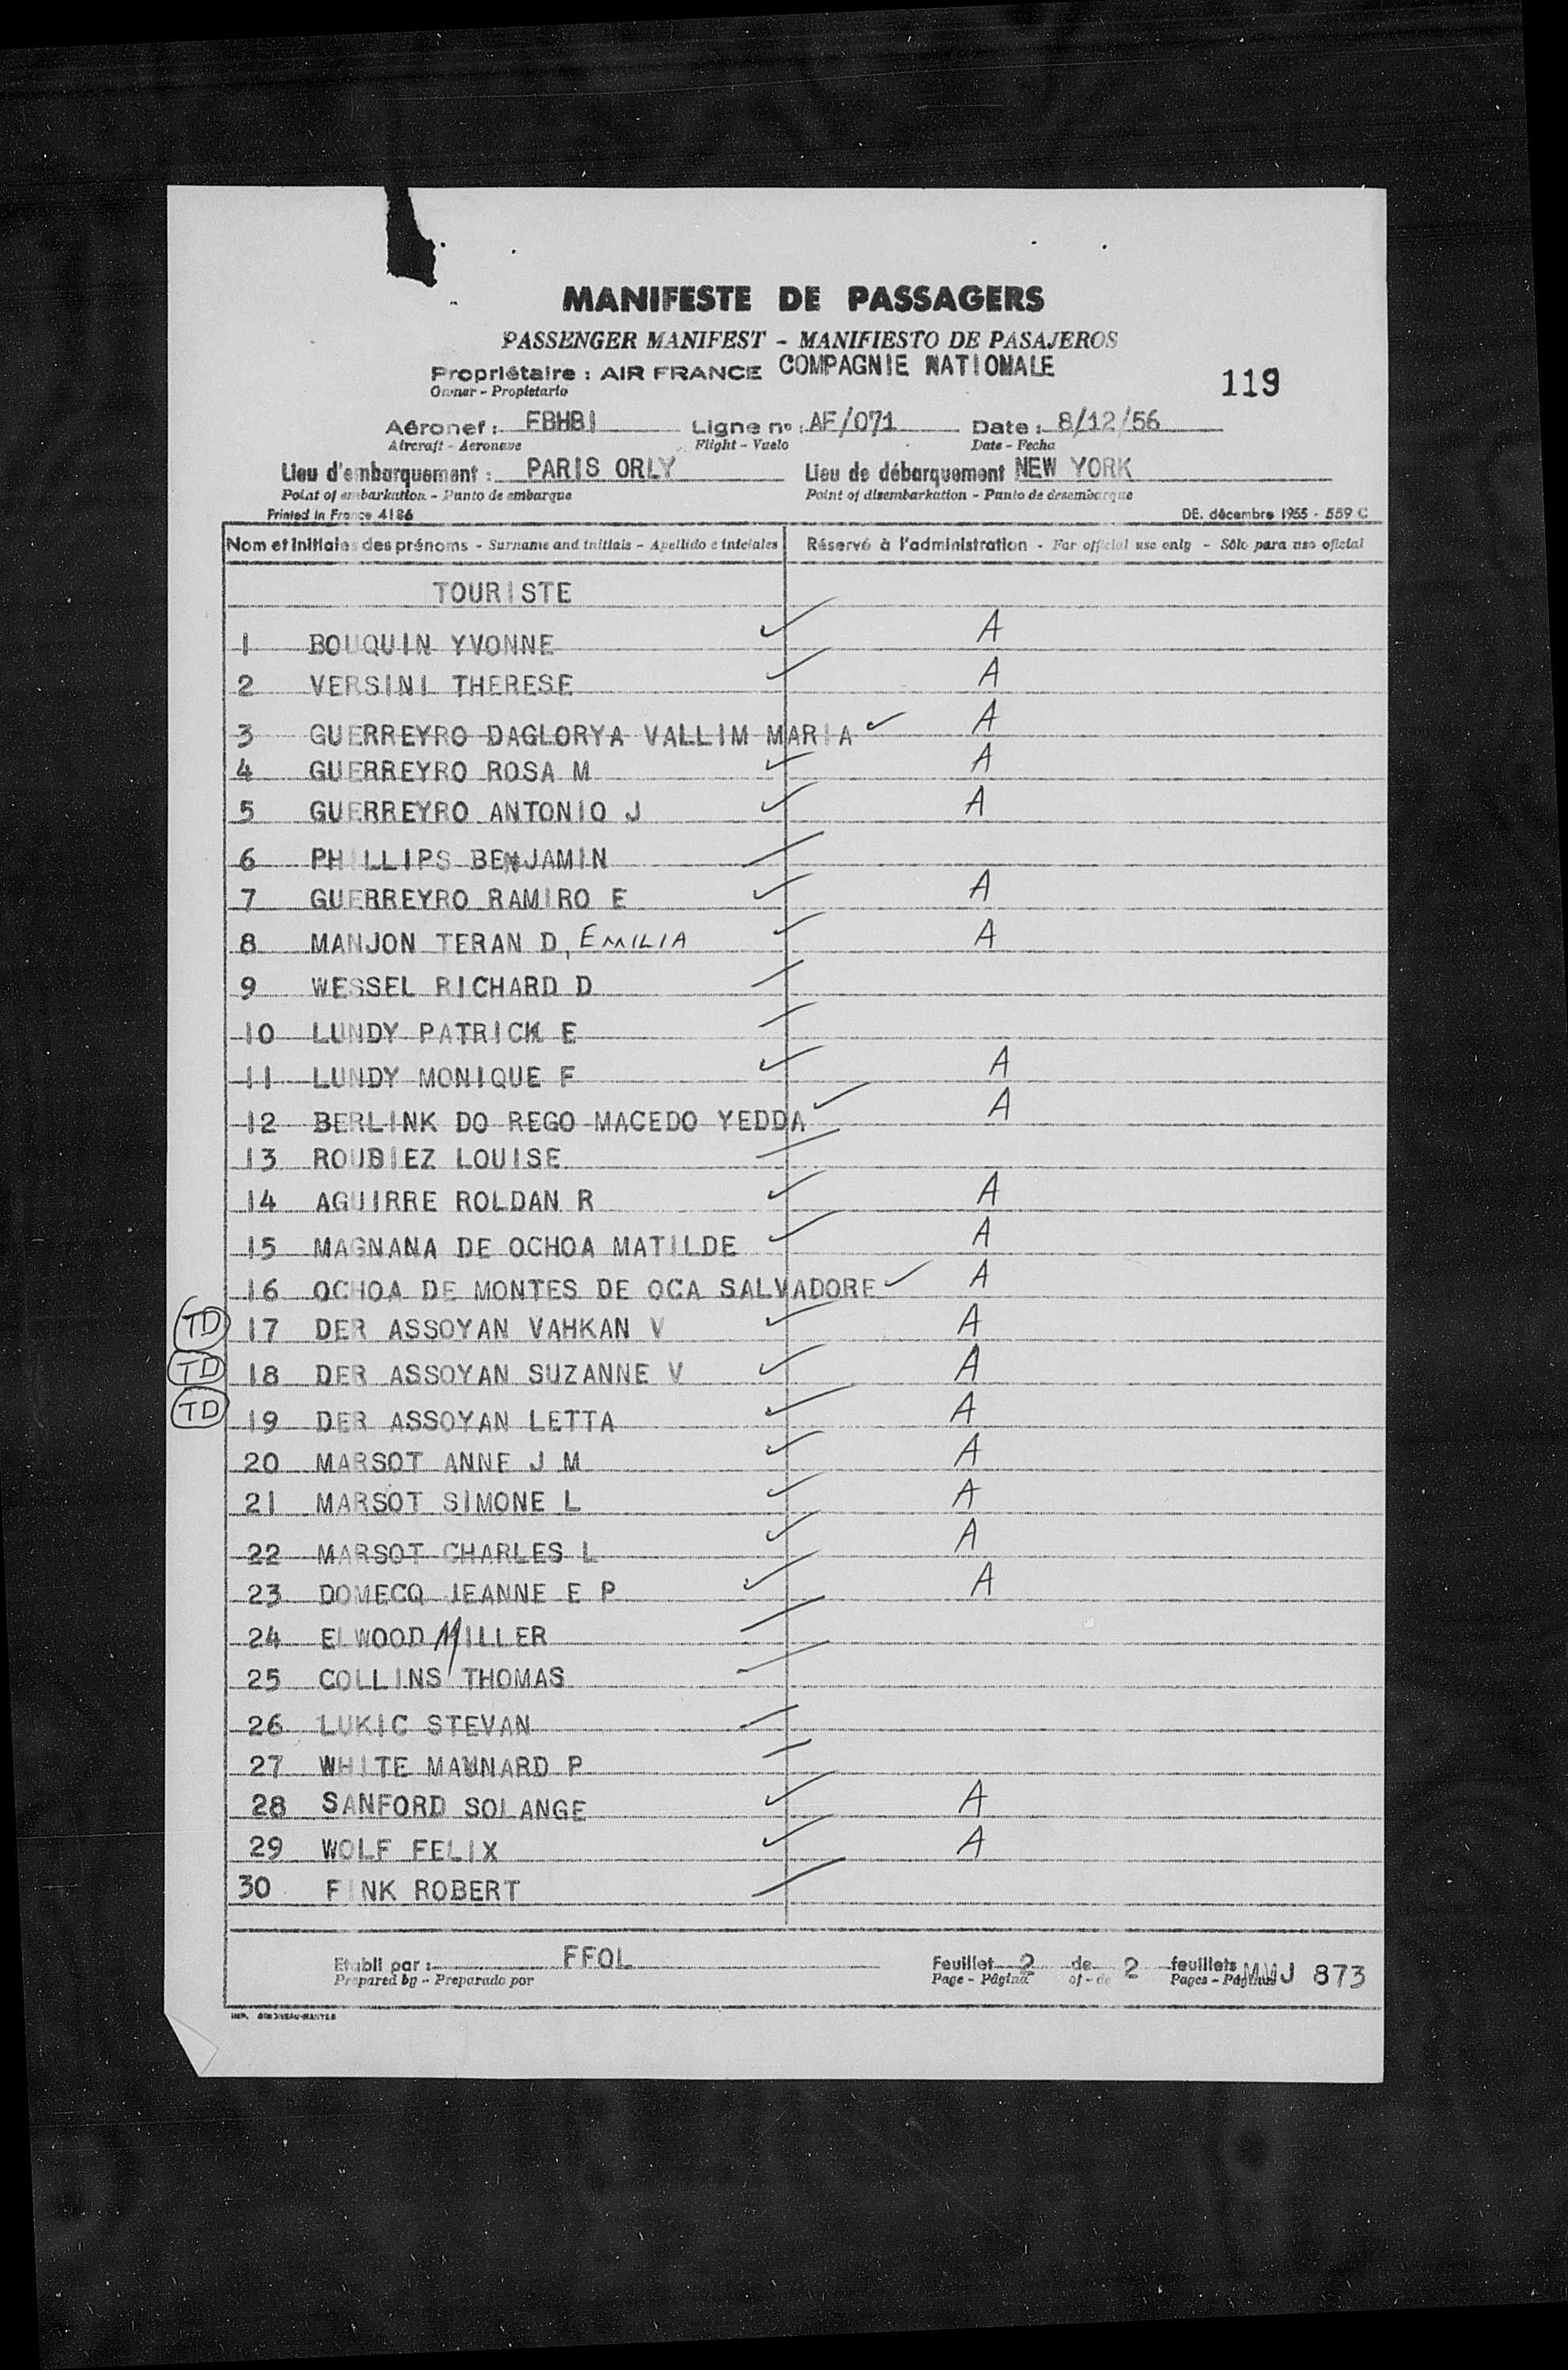 MANIFESTE DE PASSAGERS
PASSENGER MANIFEST - MANIFIESTO DE PASAJEROS
Propriétaire : AIR FRANCE COMPAGNIE NATIONALE
Owner - Propietario
119
Aéronef : FBHBI Ligne nº : AF/071 Date : 8/12/56
Aircraft - Aeronave Flight - Vuelo Date - Fecha
Lieu d'embarquement : PARIS ORLY Lieu de débarquement NEW YORK
Point of embarkation - Punto de embarque Point of disembarkation - Punto de desembarque
Printed in France 4186 DE. décembre 1955 - 559 C
Nom et initiales des prénoms - Surname and initials - Apellido e iniciales Réservé à l'administration - For official use only - Sólo para uso oficial
TOURISTE
1 BOUQUIN YVONNE A
2 VERSINI THERESE A
3 GUERREYRO DAGLORYA VALLIM MARIA A
4 GUERREYRO ROSA M A
5 GUERREYRO ANTONIO J A
6 PHILLIPS BENJAMIN
7 GUERREYRO RAMIRO E A
8 MANJON TERAN D, EMILIA A
9 WESSEL RICHARD D
10 LUNDY PATRICK E
11 LUNDY MONIQUE F A
12 BERLINK DO REGO MACEDO YEDDA A
13 ROUBIEZ LOUISE
14 AGUIRRE ROLDAN R A
15 MAGNANA DE OCHOA MATILDE A
16 OCHOA DE MONTES DE OCA SALVADORE A
TD 17 DER ASSOYAN VAHKAN V A
TD 18 DER ASSOYAN SUZANNE V A
TD 19 DER ASSOYAN LETTA A
20 MARSOT ANNE J M A
21 MARSOT SIMONE L A
22 MARSOT CHARLES L A
23 DOMECQ JEANNE E P A
24 ELWOOD MILLER
25 COLLINS THOMAS
26 LUKIC STEVAN
27 WHITE MAWNARD P
28 SANFORD SOLANGE A
29 WOLF FELIX A
30 FINK ROBERT
Etabli par : FFOL Feuillet 2 de 2 feuillets MMJ 873
Prepared by - Preparado por Page - Página of - de Pages - Páginas